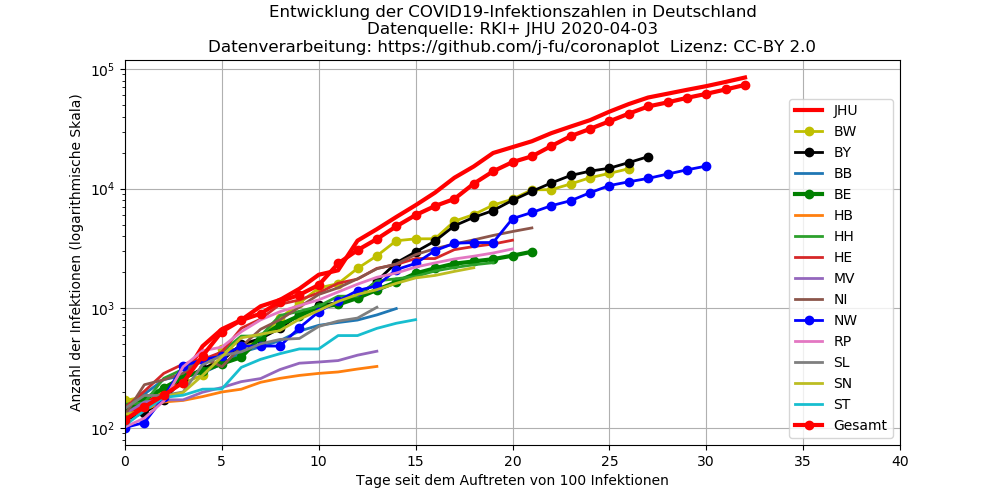 Entwicklung der COVID19-Infektionszahlen in Deutschland
Datenquelle: RKI+ JHU 2020-04-03
Datenverarbeitung: https://github.com/j-fu/coronaplot  Lizenz: CC-BY 2.0
Anzahl der Infektionen (logarithmische Skala)
10⁵
10⁴
10³
10²
JHU
BW
BY
BB
BE
HB
HH
HE
MV
NI
NW
RP
SL
SN
ST
Gesamt
0 5 10 15 20 25 30 35 40
Tage seit dem Auftreten von 100 Infektionen